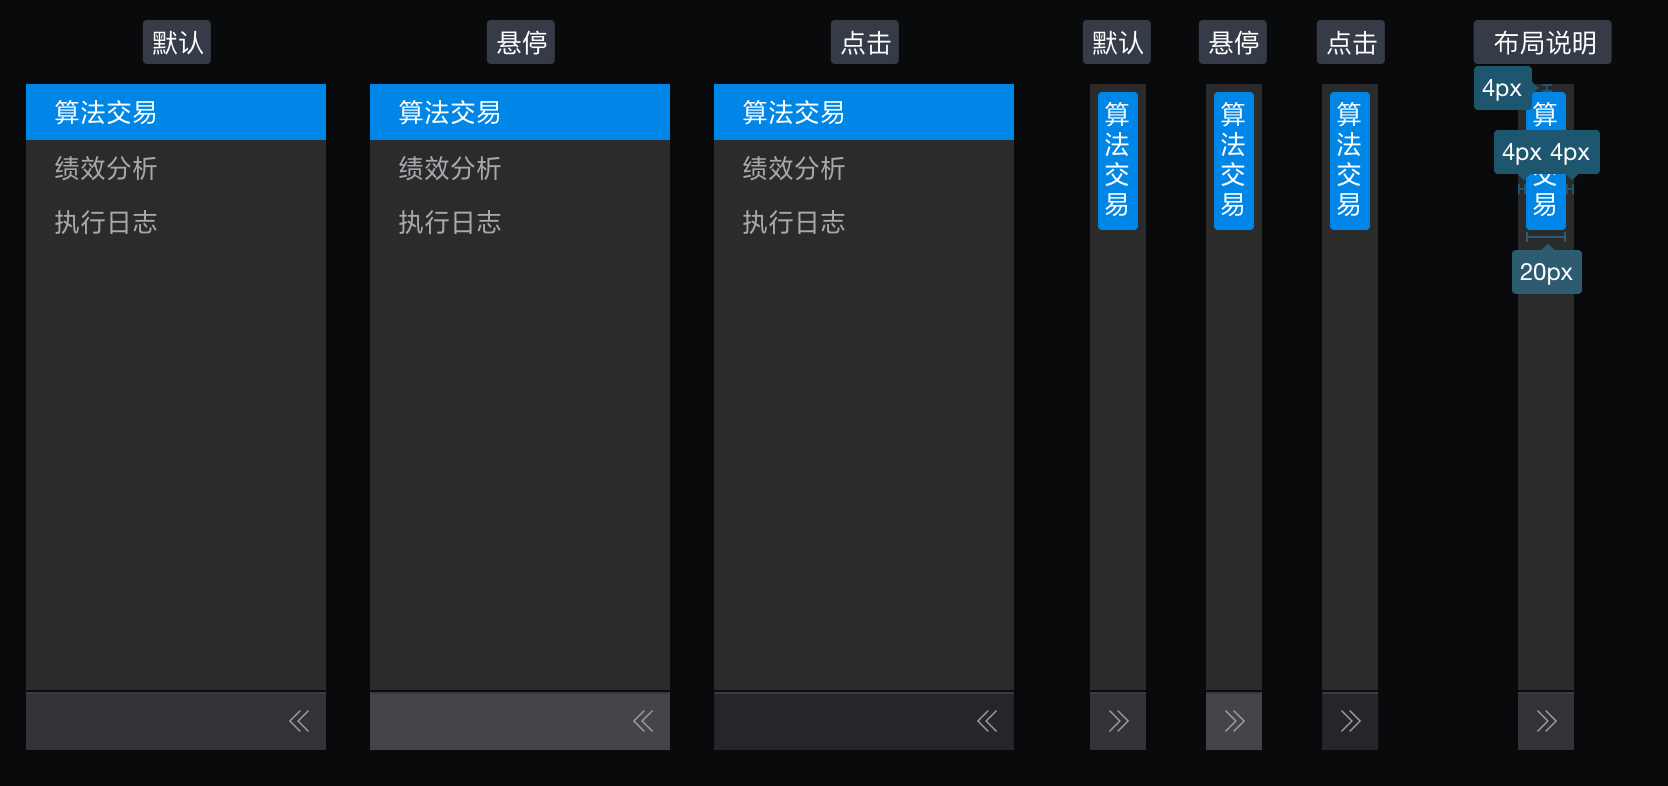 默认
悬停
点击
默认
悬停
点击
布局说明
算法交易
绩效分析
执行日志
算法交易
绩效分析
执行日志
算法交易
绩效分析
执行日志
算法交易
算法交易
算法交易
4px
算
4px 4px
交易
20px